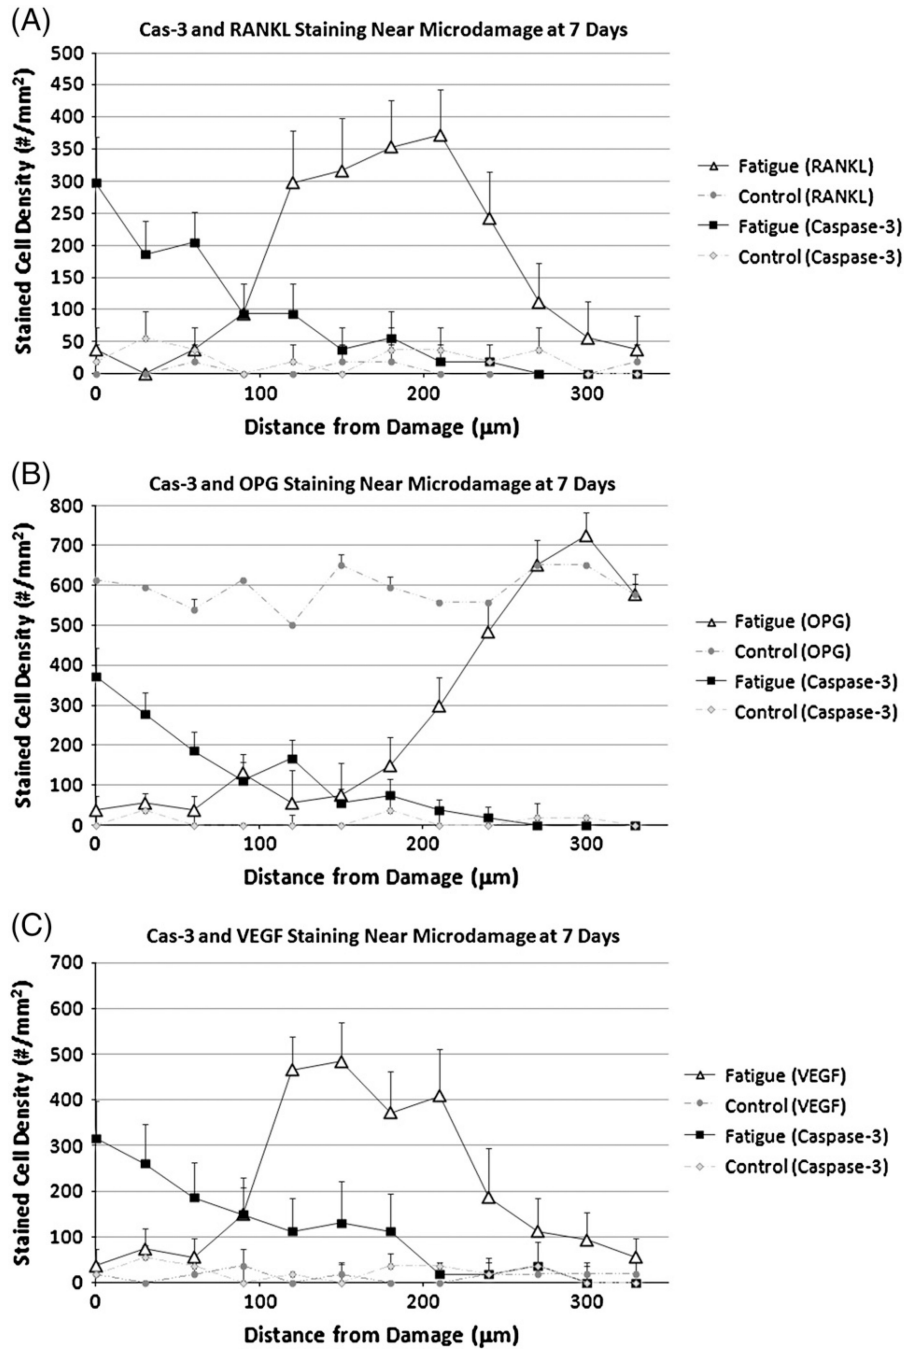 (A)
Cas-3 and RANKL Staining Near Microdamage at 7 Days
Stained Cell Density (#/mm²)
500
450
400
350
300
250
200
150
100
50
0
0 100 200 300
Distance from Damage (µm)
Fatigue (RANKL)
Control (RANKL)
Fatigue (Caspase-3)
Control (Caspase-3)
(B)
Cas-3 and OPG Staining Near Microdamage at 7 Days
Stained Cell Density (#/mm²)
800
700
600
500
400
300
200
100
0
0 100 200 300
Distance from Damage (µm)
Fatigue (OPG)
Control (OPG)
Fatigue (Caspase-3)
Control (Caspase-3)
(C)
Cas-3 and VEGF Staining Near Microdamage at 7 Days
Stained Cell Density (#/mm²)
700
600
500
400
300
200
100
0
0 100 200 300
Distance from Damage (µm)
Fatigue (VEGF)
Control (VEGF)
Fatigue (Caspase-3)
Control (Caspase-3)